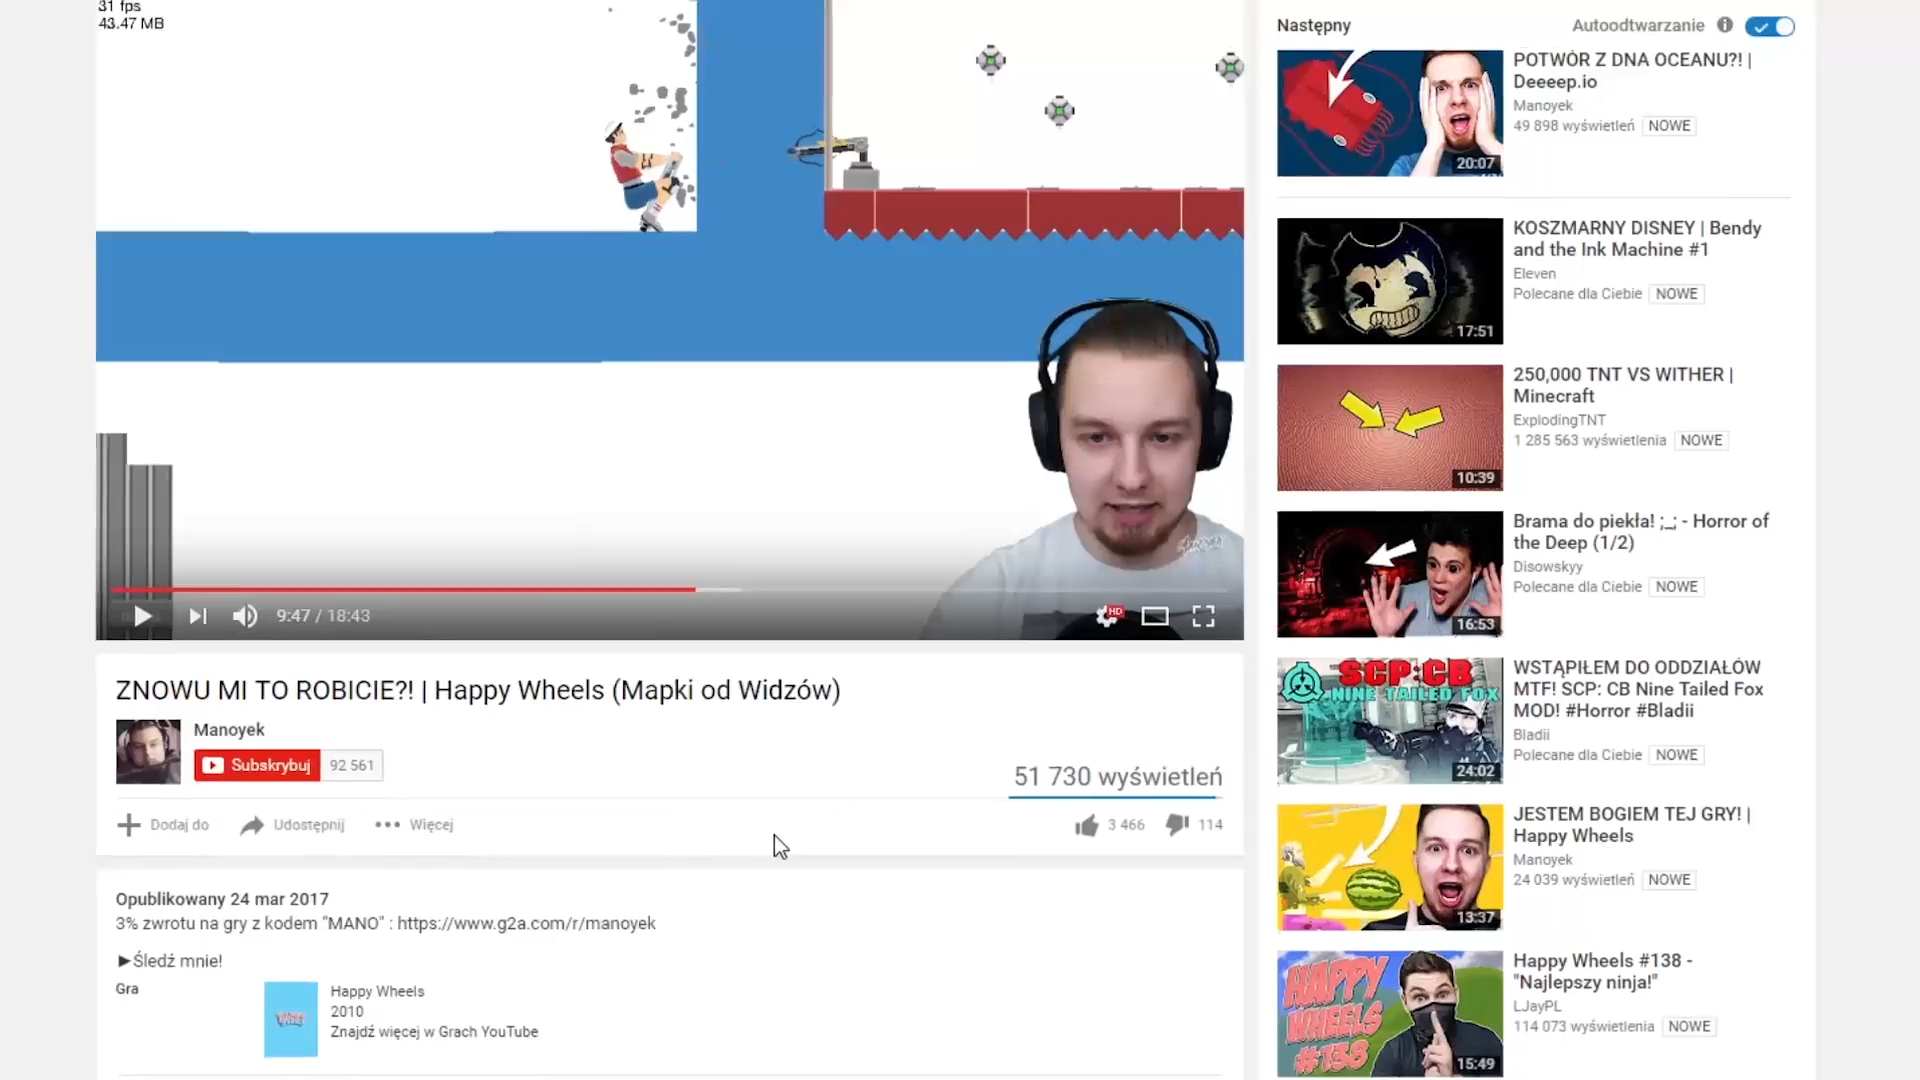 31 fps
43.47 MB
9:47 / 18:43
HD
ZNOWU MI TO ROBICIE?! | Happy Wheels (Mapki od Widzów)
Manoyek
Subskrybuj 92 561
51 730 wyświetleń
Dodaj do Udostępnij Więcej 3 466 114
Opublikowany 24 mar 2017
3% zwrotu na gry z kodem "MANO" : https://www.g2a.com/r/manoyek
►Śledź mnie!
Gra
Happy Wheels
2010
Znajdź więcej w Grach YouTube
Następny Autoodtwarzanie
20:07
POTWÓR Z DNA OCEANU?! |
Deeeep.io
Manoyek
49 898 wyświetleń NOWE
17:51
KOSZMARNY DISNEY | Bendy
and the Ink Machine #1
Eleven
Polecane dla Ciebie NOWE
10:39
250,000 TNT VS WITHER |
Minecraft
ExplodingTNT
1 285 563 wyświetlenia NOWE
16:53
Brama do piekła! ;_; - Horror of
the Deep (1/2)
Disowskyy
Polecane dla Ciebie NOWE
SCP:CB
NINE TAILED FOX
24:02
WSTĄPIŁEM DO ODDZIAŁÓW
MTF! SCP: CB Nine Tailed Fox
MOD! #Horror #Bladii
Bladii
Polecane dla Ciebie NOWE
13:37
JESTEM BOGIEM TEJ GRY! |
Happy Wheels
Manoyek
24 039 wyświetleń NOWE
HAPPY
WHEELS
#138
15:49
Happy Wheels #138 -
"Najlepszy ninja!"
LJayPL
114 073 wyświetlenia NOWE